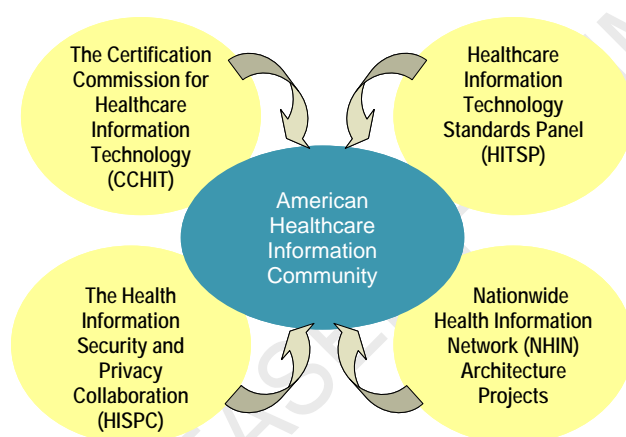 The Certification
Commission for
Healthcare
Information
Technology
(CCHIT)
Healthcare
Information
Technology
Standards Panel
(HITSP)
American
Healthcare
Information
Community
The Health
Information
Security and
Privacy
Collaboration
(HISPC)
Nationwide
Health Information
Network (NHIN)
Architecture
Projects